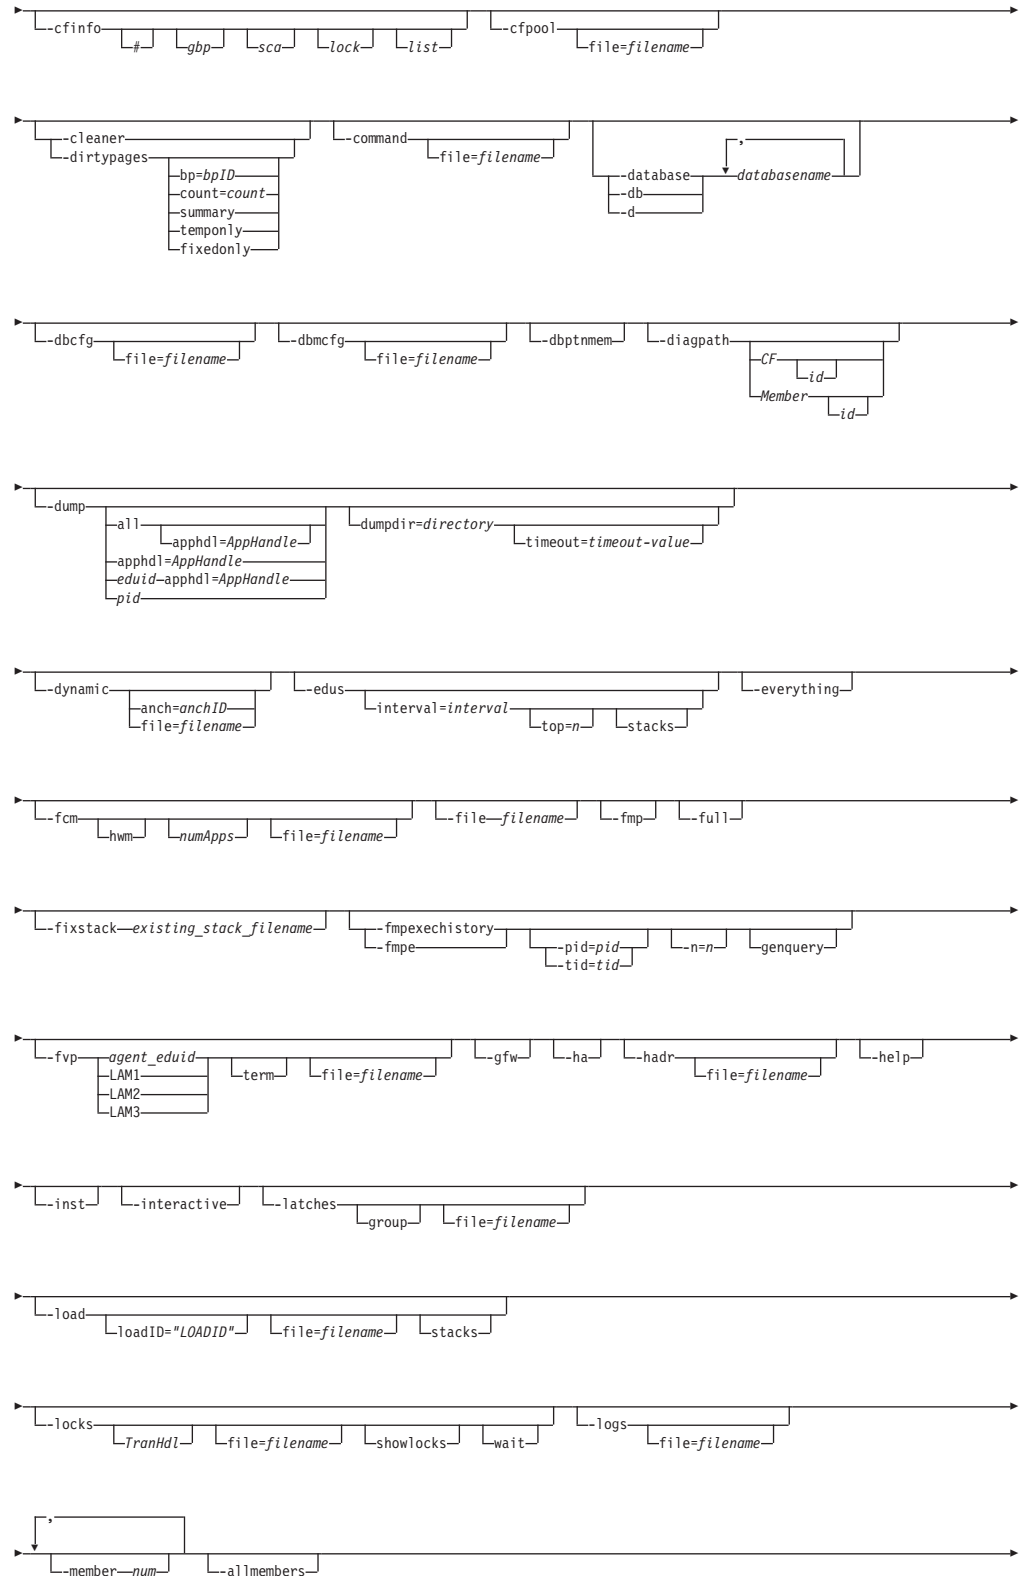 -cfinfo -cfpool
# gbp sca lock list file=filename
-cleaner -command ,
-dirtypages file=filename
bp=bpID -database databasename
count=count -db
summary -d
temponly
fixedonly
-dbcfg -dbmcfg -dbptnmem -diagpath
file=filename file=filename CF
id
Member
id
-dump
all dumpdir=directory
apphdl=AppHandle timeout=timeout-value
apphdl=AppHandle
eduid apphdl=AppHandle
pid
-dynamic -edus -everything
anch=anchID interval=interval
file=filename top=n stacks
-fcm -file filename -fmp -full
hwm numApps file=filename
-fixstack existing_stack_filename -fmpexechistory
-fmpe -pid=pid -n=n genquery
-tid=tid
-fvp agent_eduid -gfw -ha -hadr -help
LAM1 term file=filename file=filename
LAM2
LAM3
-inst -interactive -latches
group file=filename
-load
loadID="LOADID" file=filename stacks
-locks -logs
TranHdl file=filename showlocks wait file=filename
,
-member num -allmembers